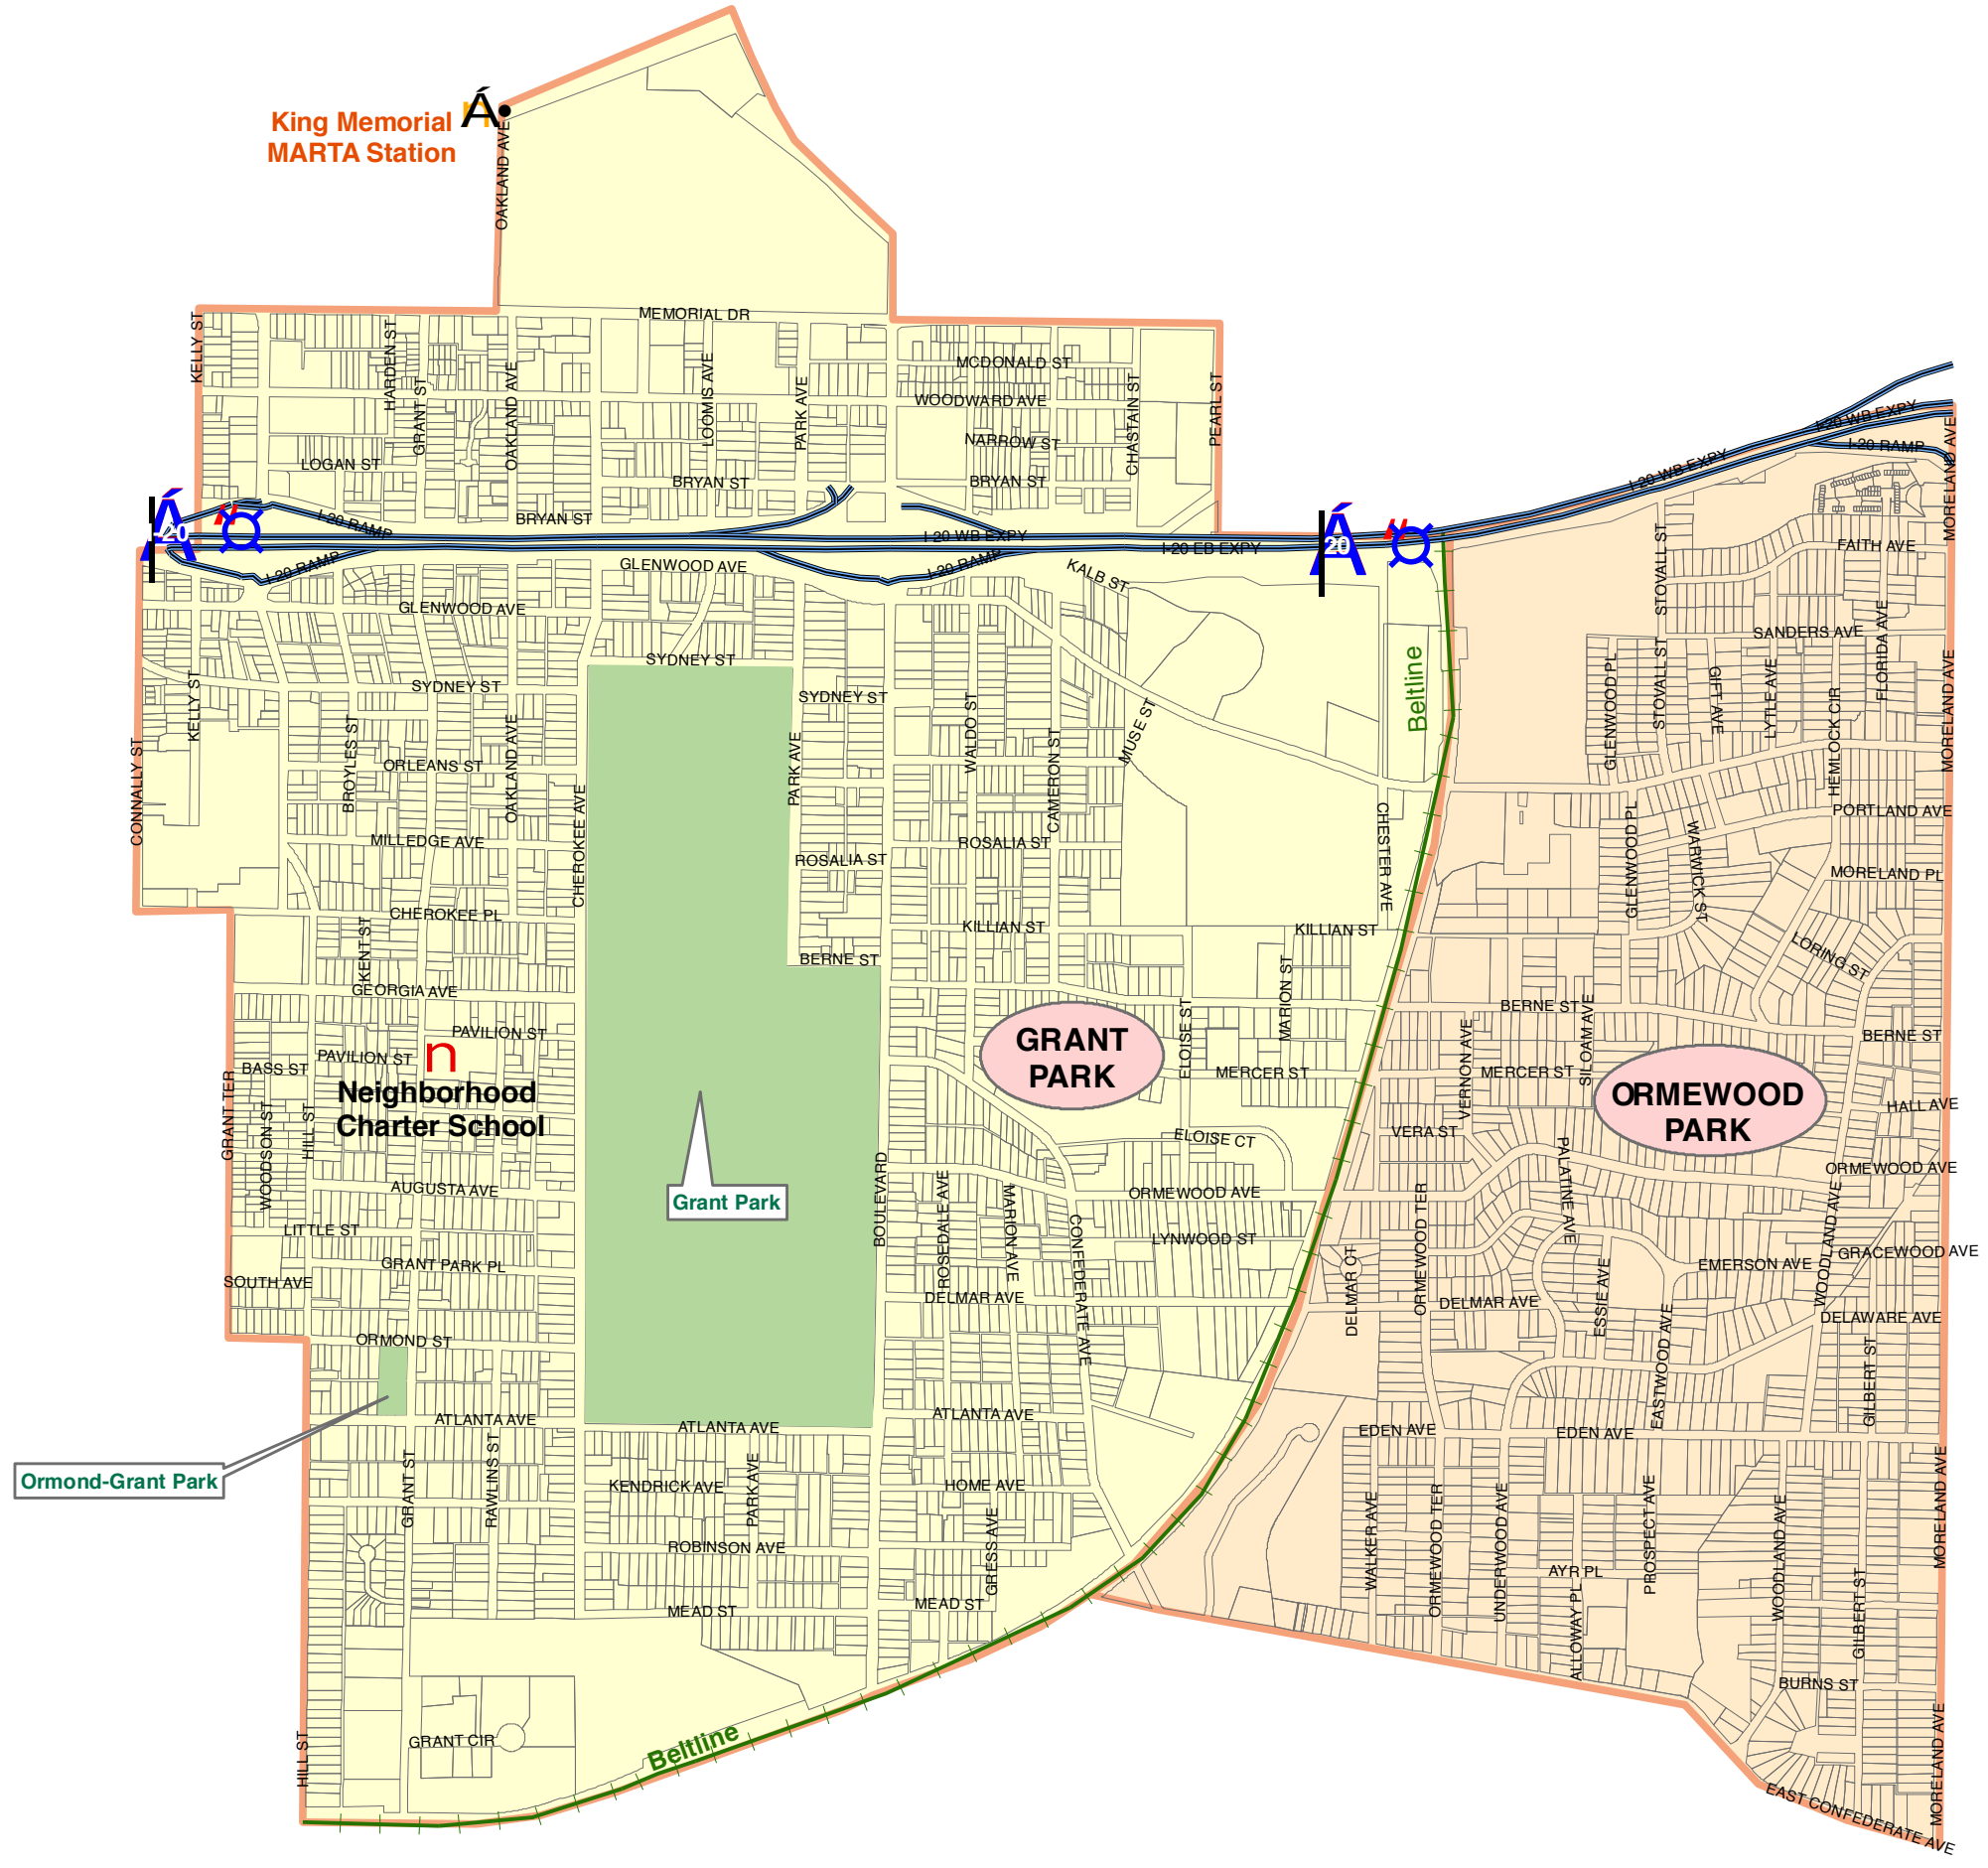 King Memorial
MARTA Station
OAKLAND AVE
MEMORIAL DR
KELLY ST
HARDEN ST
GRANT ST
OAKLAND AVE
LOOMIS AVE
PARK AVE
MCDONALD ST
WOODWARD AVE
NARROW ST
CHASTAIN ST
PEARL ST
LOGAN ST
BRYAN ST
BRYAN ST
BRYAN ST
I-20 RAMP
I-20 WB EXPY
I-20 EB EXPY
I-20 WB EXPY
I-20 WB EXPY
I-20 RAMP
MORELAND AVE
20
20
I-20 RAMP
I-20 RAMP
GLENWOOD AVE
KALB ST
GLENWOOD AVE
STOVALL ST
FAITH AVE
SANDERS AVE
FLORIDA AVE
SYDNEY ST
SYDNEY ST
SYDNEY ST
KELLY ST
BROYLES ST
ORLEANS ST
OAKLAND AVE
CONNALLY ST
MILLEDGE AVE
CHEROKEE AVE
PARK AVE
WALDO ST
CAMERON ST
MUSE ST
Beltline
CHESTER AVE
GLENWOOD PL
STOVALL ST
GIFT AVE
LYTLE AVE
HEMLOCK CIR
MORELAND AVE
PORTLAND AVE
ROSALIA ST
ROSALIA ST
GLENWOOD PL
WARWICK ST
MORELAND PL
CHEROKEE PL
KENT ST
KILLIAN ST
KILLIAN ST
LORING ST
BERNE ST
GEORGIA AVE
MARION ST
BERNE ST
SILOAM AVE
BERNE ST
PAVILION ST
PAVILION ST
BASS ST
n
Neighborhood
Charter School
GRANT
PARK
ELOISE ST
MERCER ST
VERNON AVE
MERCER ST
ORMEWOOD
PARK
HALL AVE
GRANT TER
WOODSON ST
HILL ST
VERA ST
ELOISE CT
PALATINE AVE
ORMEWOOD AVE
AUGUSTA AVE
Grant Park
BOULEVARD
ROSEDALE AVE
MARION AVE
CONFEDERATE AVE
ORMEWOOD AVE
LYNWOOD ST
LITTLE ST
GRANT PARK PL
SOUTH AVE
DELMAR AVE
DELMAR CT
ORMEWOOD TER
DELMAR AVE
ESSIE AVE
EASTWOOD AVE
EMERSON AVE
WOODLAND AVE
GRACEWOOD AVE
DELAWARE AVE
GILBERT ST
ORMOND ST
ATLANTA AVE
ATLANTA AVE
ATLANTA AVE
EDEN AVE
EDEN AVE
Ormond-Grant Park
GRANT ST
RAWLINS ST
KENDRICK AVE
PARK AVE
HOME AVE
GRESS AVE
ROBINSON AVE
WALKER AVE
ORMEWOOD TER
UNDERWOOD AVE
AYR PL
ALLOWAY PL
PROSPECT AVE
WOODLAND AVE
GILBERT ST
MORELAND AVE
MEAD ST
MEAD ST
BURNS ST
HILL ST
GRANT CIR
Beltline
MORELAND AVE
EAST CONFEDERATE AVE